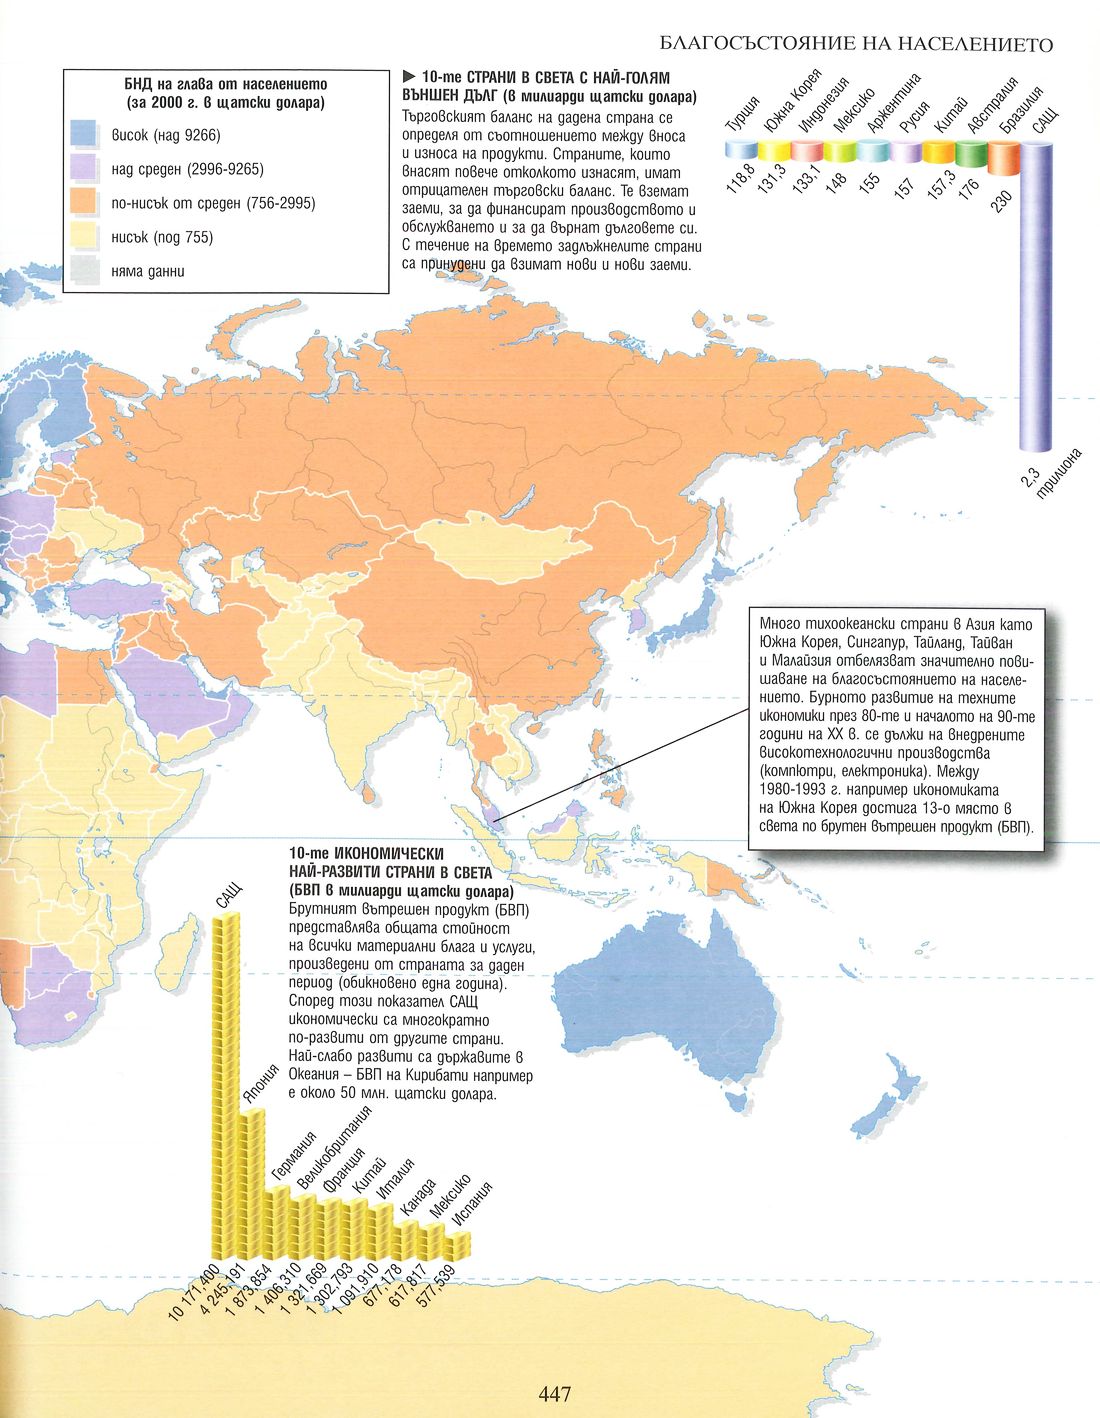 БЛАГОСЪСТОЯНИЕ НА НАСЕЛЕНИЕТО
БНД на глава от населението
(за 2000 г. в щатски долара)
висок (над 9266)
над среден (2996-9265)
по-нисък от среден (756-2995)
нисък (под 755)
няма данни
▶ 10-те СТРАНИ В СВЕТА С НАЙ-ГОЛЯМ
ВЪНШЕН ДЪЛГ (в милиарди щатски долара)
Търговският баланс на дадена страна се
определя от съотношението между вноса
и износа на продукти. Страните, които
внасят повече отколкото изнасят, имат
отрицателен търговски баланс. Те вземат
заеми, за да финансират производството и
обслужването и за да върнат дълговете си.
С течение на времето задлъжнелите страни
са принудени да взимат нови и нови заеми.
Турция
Южна Корея
Индонезия
Мексико
Аржентина
Русия
Китай
Австралия
Бразилия
САЩ
118,8
131,3
133,1
148
155
157
157,3
176
230
2,3
трилиона
Много тихоокеански страни в Азия като
Южна Корея, Сингапур, Тайланд, Тайван
и Малайзия отбелязват значително пови-
шаване на благосъстоянието на населе-
нието. Бурното развитие на техните
икономики през 80-те и началото на 90-те
години на XX в. се дължи на внедрените
високотехнологични производства
(компютри, електроника). Между
1980-1993 г. например икономиката
на Южна Корея достига 13-о място в
света по брутен вътрешен продукт (БВП).
10-те ИКОНОМИЧЕСКИ
НАЙ-РАЗВИТИ СТРАНИ В СВЕТА
(БВП в милиарди щатски долара)
Брутният вътрешен продукт (БВП)
представлява общата стойност
на всички материални блага и услуги,
произведени от страната за даден
период (обикновено една година).
Според този показател САЩ
икономически са многократно
по-развити от другите страни.
Най-слабо развити са държавите в
Океания – БВП на Кирибати например
е около 50 млн. щатски долара.
САЩ
Япония
Германия
Великобритания
Франция
Китай
Италия
Канада
Мексико
Испания
10 171,400
4 245,191
1 873,854
1 406,310
1 321,669
1 302,793
1 091,910
677,178
617,817
577,539
447